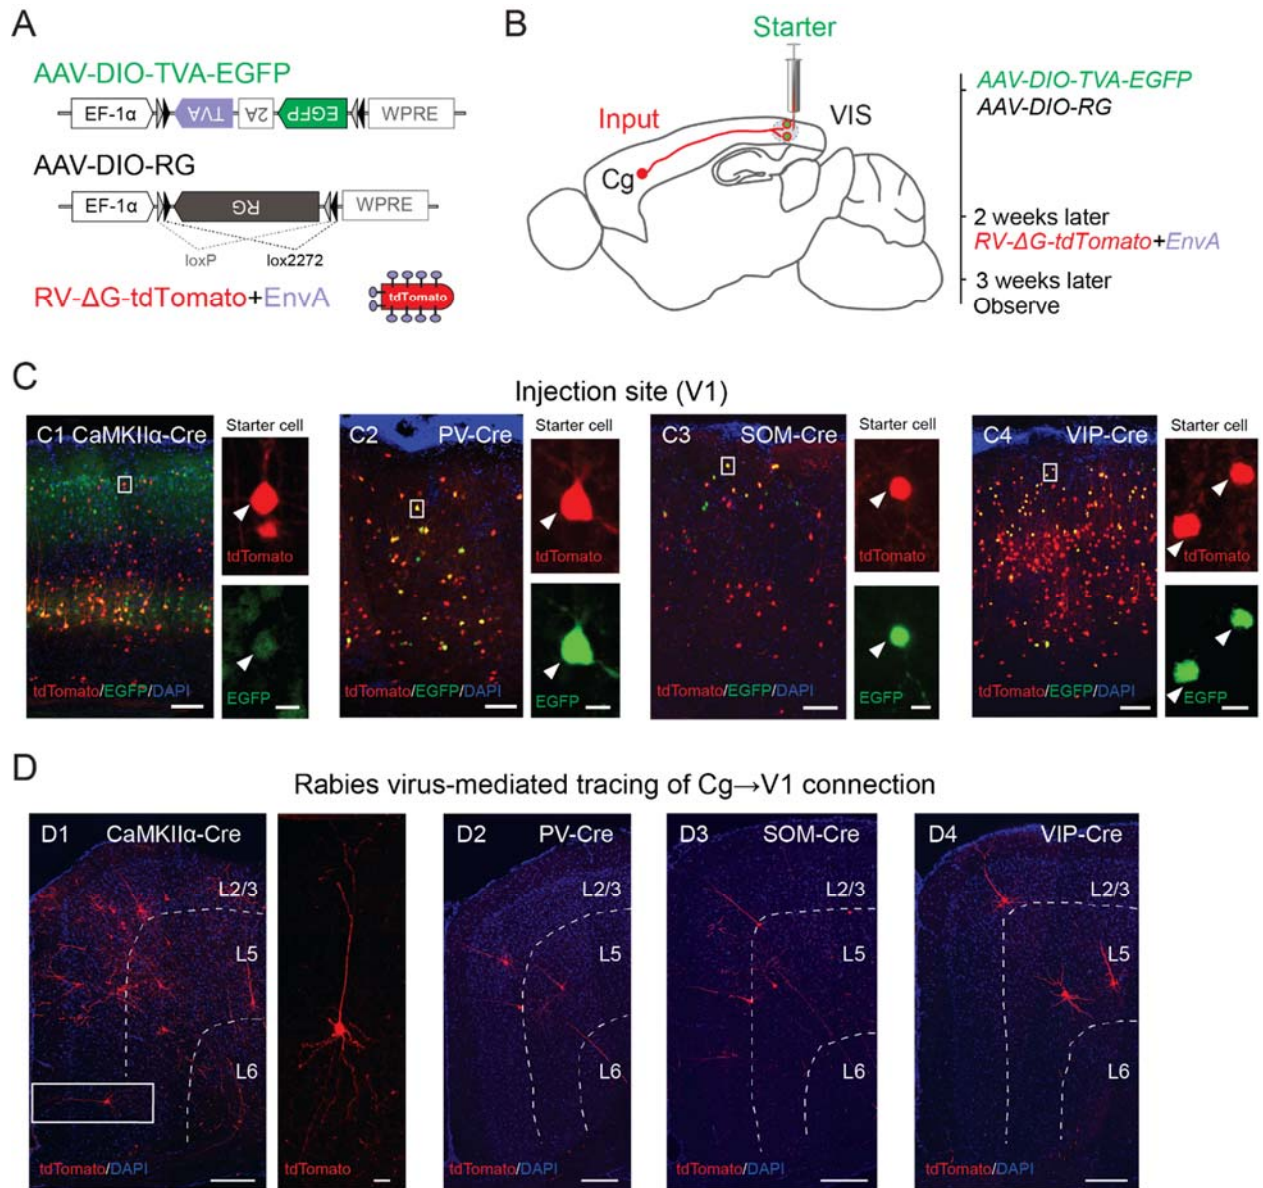 A
AAV-DIO-TVA-EGFP
EF-1α TVA 2A EGFP WPRE
AAV-DIO-RG
EF-1α RG WPRE
loxP lox2272
RV-ΔG-tdTomato+EnvA
tdTomato
B
Starter
Input
VIS
Cg
AAV-DIO-TVA-EGFP
AAV-DIO-RG
2 weeks later
RV-ΔG-tdTomato+EnvA
3 weeks later
Observe
C
Injection site (V1)
C1 CaMKIIα-Cre
Starter cell
tdTomato
EGFP
tdTomato/EGFP/DAPI
C2 PV-Cre
Starter cell
tdTomato
EGFP
tdTomato/EGFP/DAPI
C3 SOM-Cre
Starter cell
tdTomato
EGFP
tdTomato/EGFP/DAPI
C4 VIP-Cre
Starter cell
tdTomato
EGFP
tdTomato/EGFP/DAPI
D
Rabies virus-mediated tracing of Cg→V1 connection
D1 CaMKIIα-Cre
L2/3
L5
L6
tdTomato/DAPI
tdTomato
D2 PV-Cre
L2/3
L5
L6
tdTomato/DAPI
D3 SOM-Cre
L2/3
L5
L6
tdTomato/DAPI
D4 VIP-Cre
L2/3
L5
L6
tdTomato/DAPI